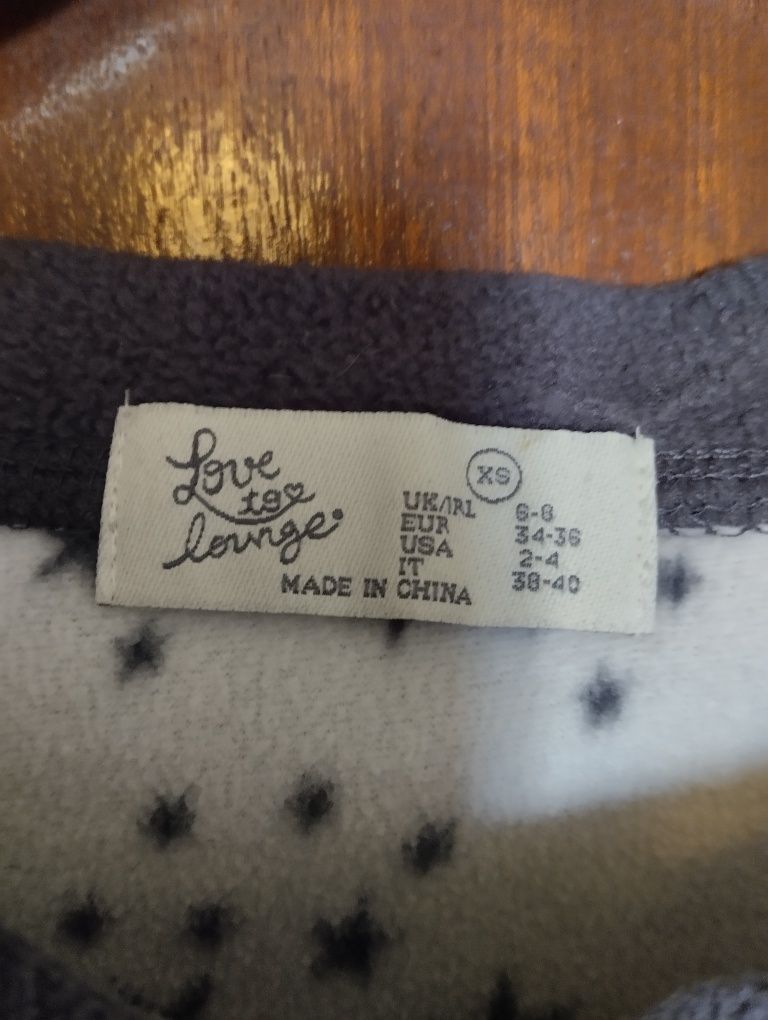 Love
to
lounge
XS
UK/IRL 6-8
EUR 34-36
USA 2-4
IT 38-40
MADE IN CHINA